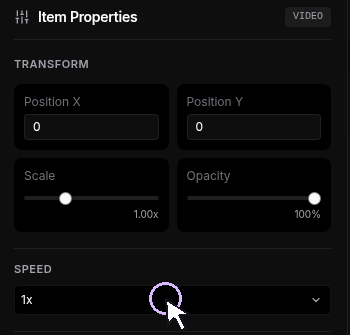 Item Properties VIDEO
TRANSFORM
Position X Position Y
0 0
Scale Opacity
1.00x 100%
SPEED
1x